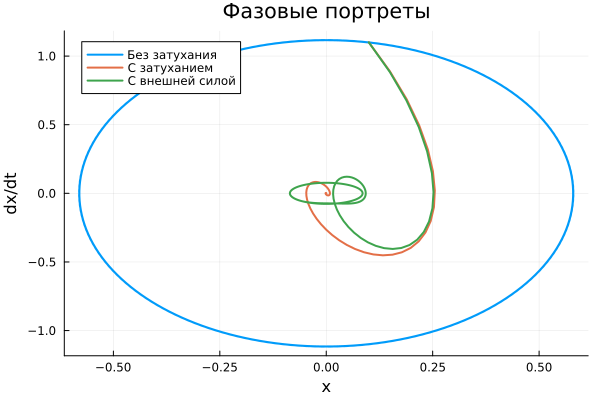 Фазовые портреты
Без затухания
С затуханием
С внешней силой
1.0
0.5
0.0
−0.5
−1.0
dx/dt
−0.50
−0.25
0.00
0.25
0.50
x